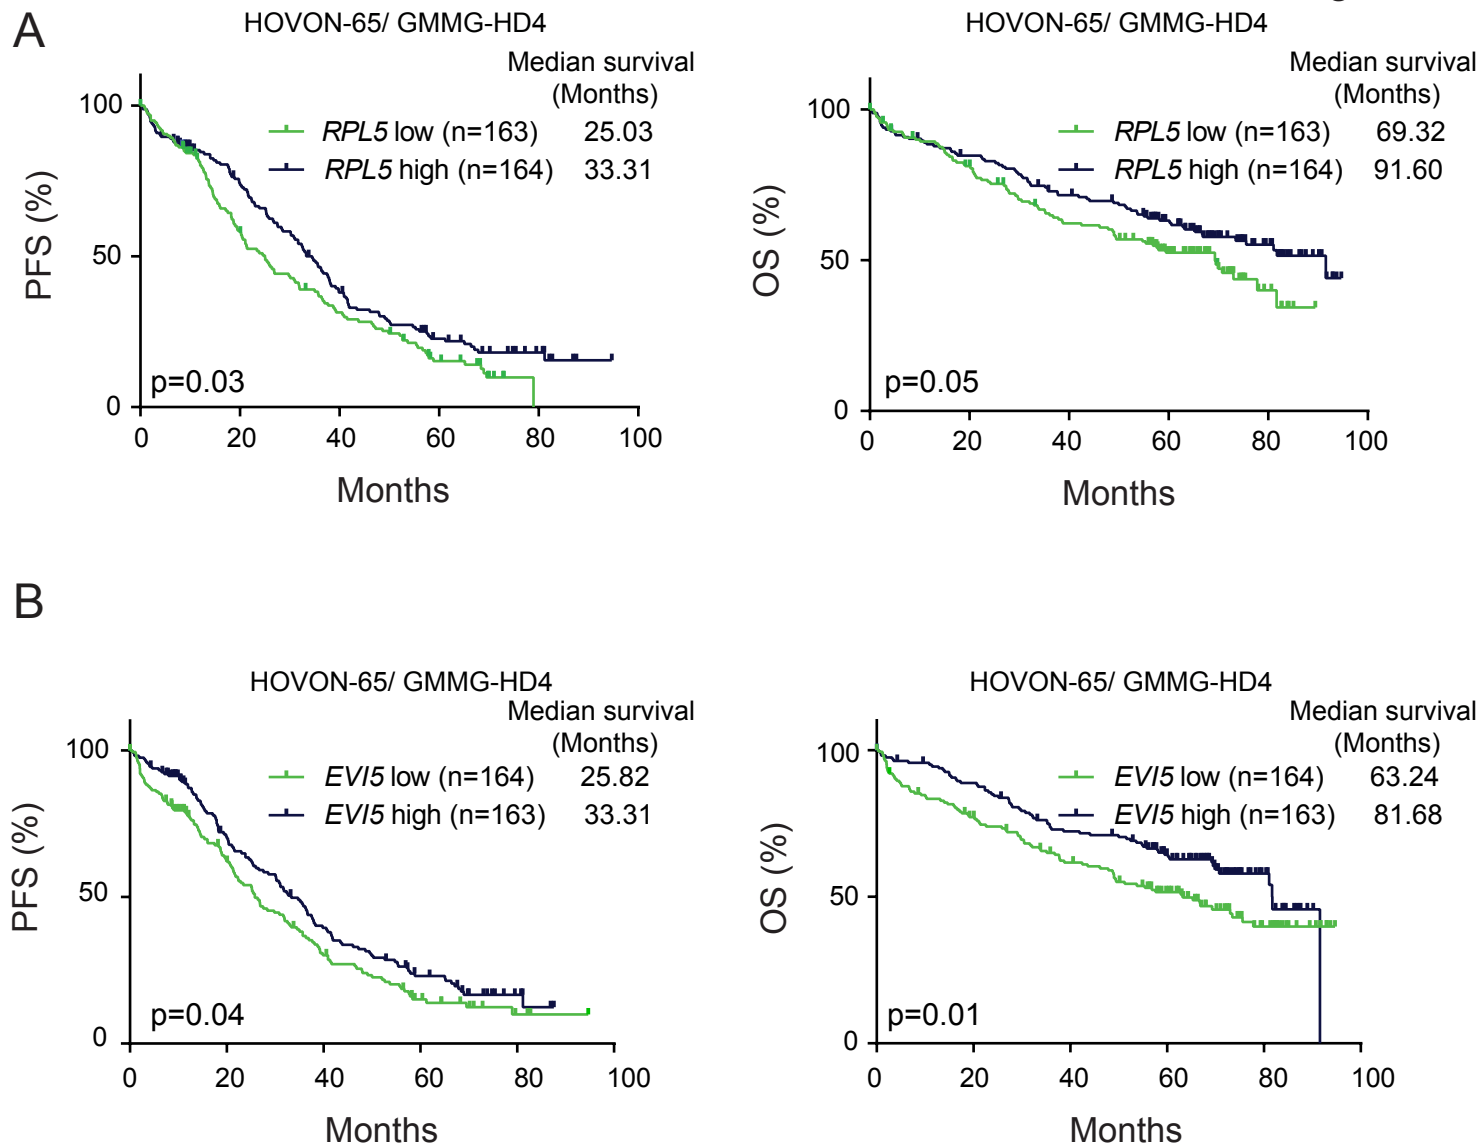 A
HOVON-65/ GMMG-HD4
Median survival
(Months)
RPL5 low (n=163) 25.03
RPL5 high (n=164) 33.31
PFS (%)
100
50
0
p=0.03
0 20 40 60 80 100
Months
HOVON-65/ GMMG-HD4
Median survival
(Months)
RPL5 low (n=163) 69.32
RPL5 high (n=164) 91.60
OS (%)
100
50
0
p=0.05
0 20 40 60 80 100
Months
B
HOVON-65/ GMMG-HD4
Median survival
(Months)
EVI5 low (n=164) 25.82
EVI5 high (n=163) 33.31
PFS (%)
100
50
0
p=0.04
0 20 40 60 80 100
Months
HOVON-65/ GMMG-HD4
Median survival
(Months)
EVI5 low (n=164) 63.24
EVI5 high (n=163) 81.68
OS (%)
100
50
0
p=0.01
0 20 40 60 80 100
Months